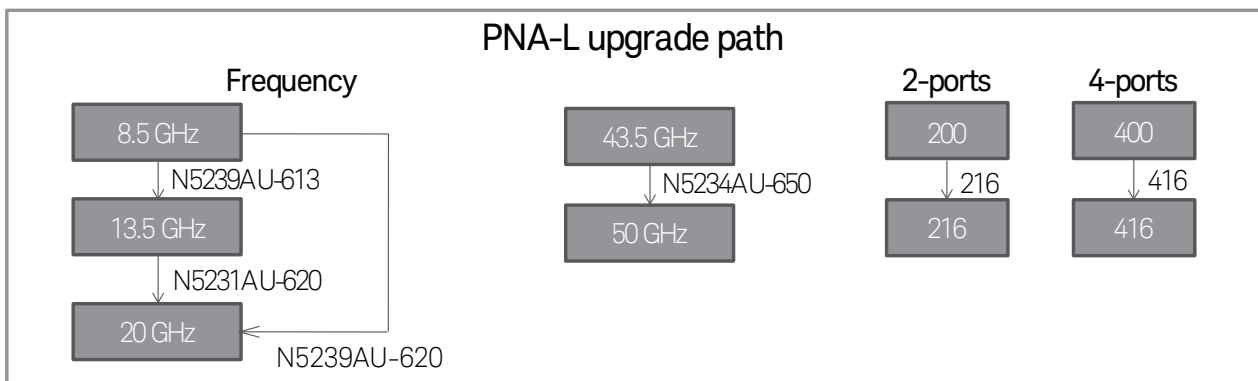 PNA-L upgrade path
Frequency
8.5 GHz
N5239AU-613
13.5 GHz
N5231AU-620
20 GHz
N5239AU-620
43.5 GHz
N5234AU-650
50 GHz
2-ports
200
216
216
4-ports
400
416
416